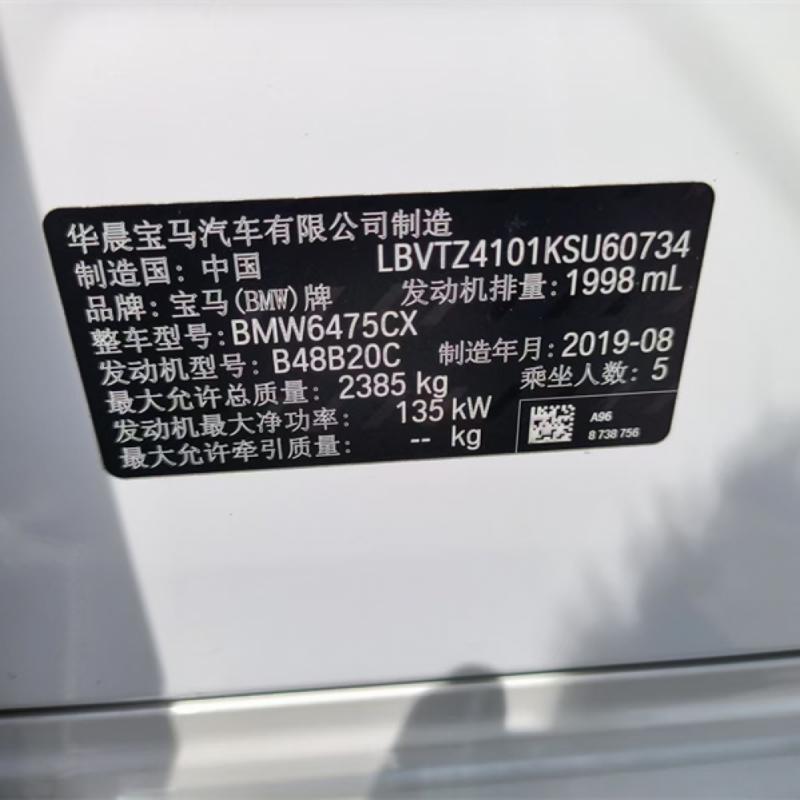 华晨宝马汽车有限公司制造
制造国: 中国 LBVTZ4101KSU60734
品牌: 宝马(BMW)牌 发动机排量: 1998 mL
整车型号: BMW6475CX
发动机型号: B48B20C 制造年月: 2019-08
最大允许总质量: 2385 kg 乘坐人数: 5
发动机最大净功率: 135 kW
最大允许牵引质量: -- kg
A96
8 738 756